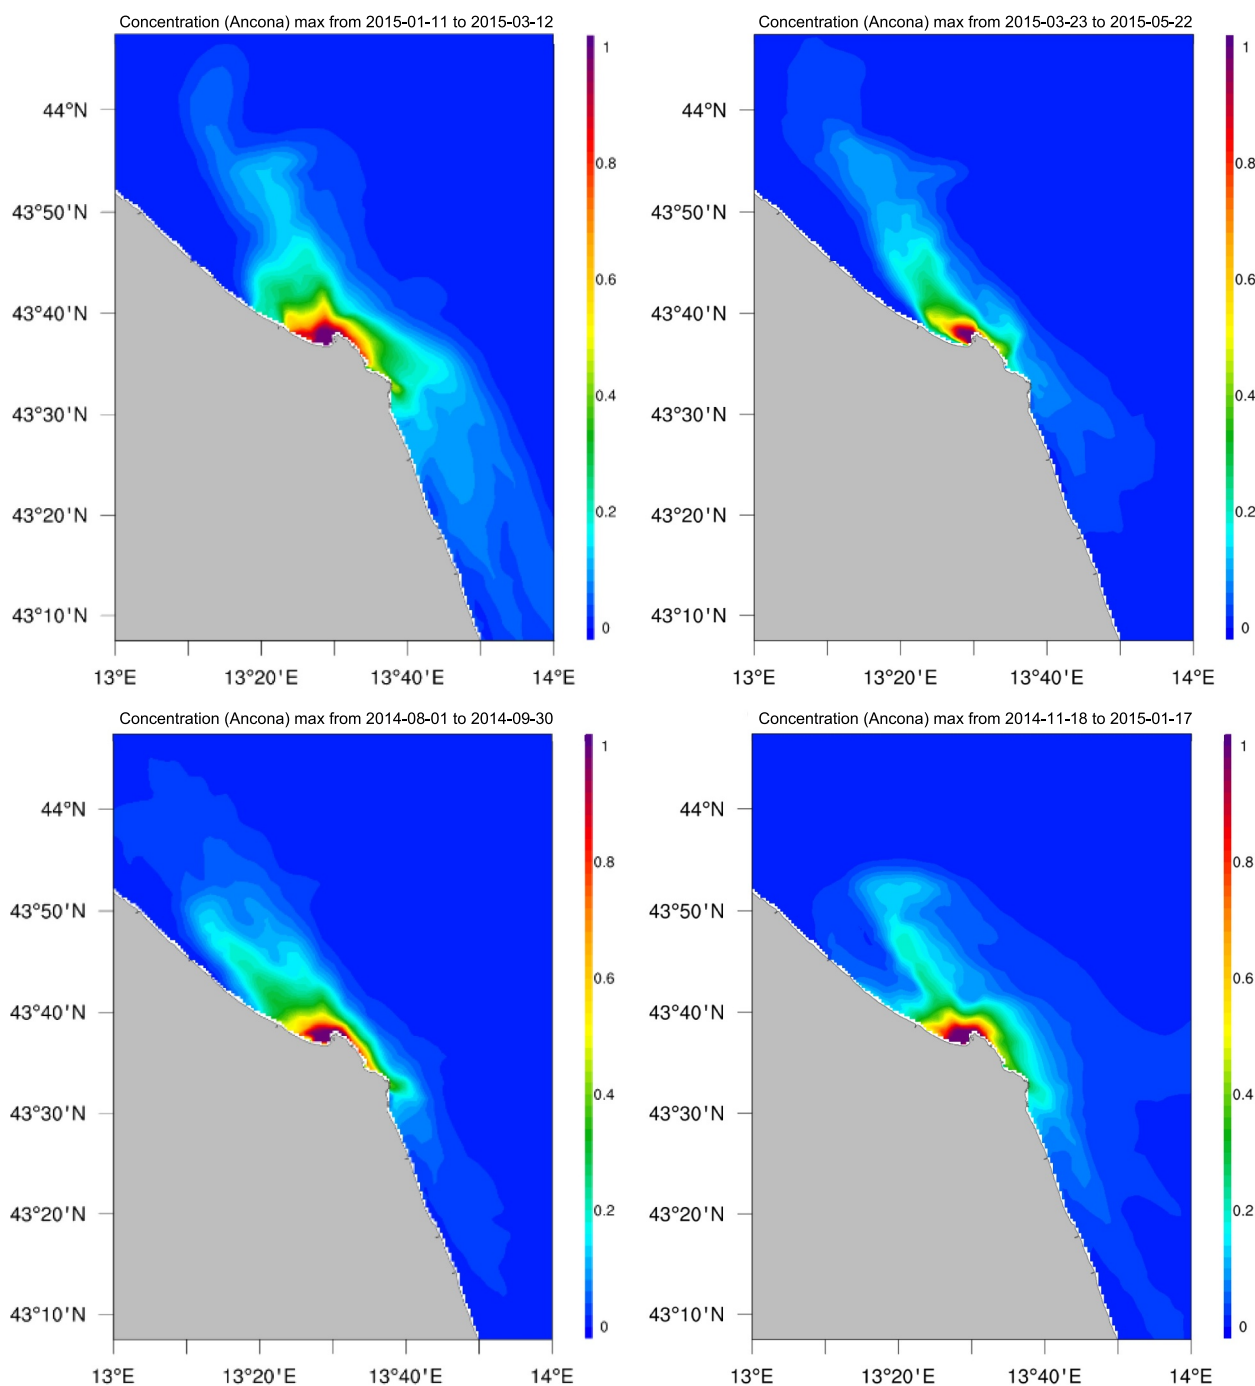 Concentration (Ancona) max from 2015-01-11 to 2015-03-12
44°N
43°50'N
43°40'N
43°30'N
43°20'N
43°10'N
13°E
13°20'E
13°40'E
14°E
1
0.8
0.6
0.4
0.2
0
Concentration (Ancona) max from 2015-03-23 to 2015-05-22
44°N
43°50'N
43°40'N
43°30'N
43°20'N
43°10'N
13°E
13°20'E
13°40'E
14°E
1
0.8
0.6
0.4
0.2
0
Concentration (Ancona) max from 2014-08-01 to 2014-09-30
44°N
43°50'N
43°40'N
43°30'N
43°20'N
43°10'N
13°E
13°20'E
13°40'E
14°E
1
0.8
0.6
0.4
0.2
0
Concentration (Ancona) max from 2014-11-18 to 2015-01-17
44°N
43°50'N
43°40'N
43°30'N
43°20'N
43°10'N
13°E
13°20'E
13°40'E
14°E
1
0.8
0.6
0.4
0.2
0